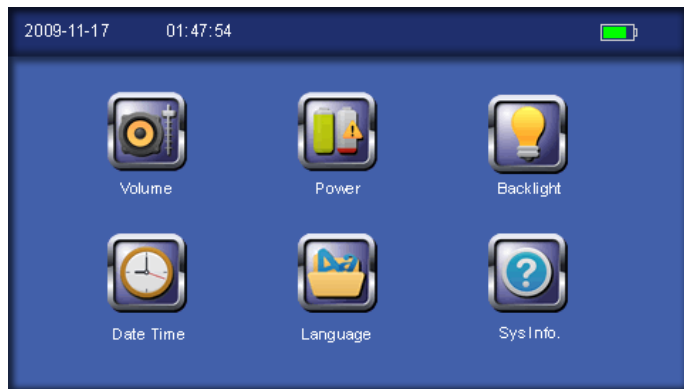 2009-11-17 01:47:54
Volume Power Backlight
Date Time Language Sys Info.